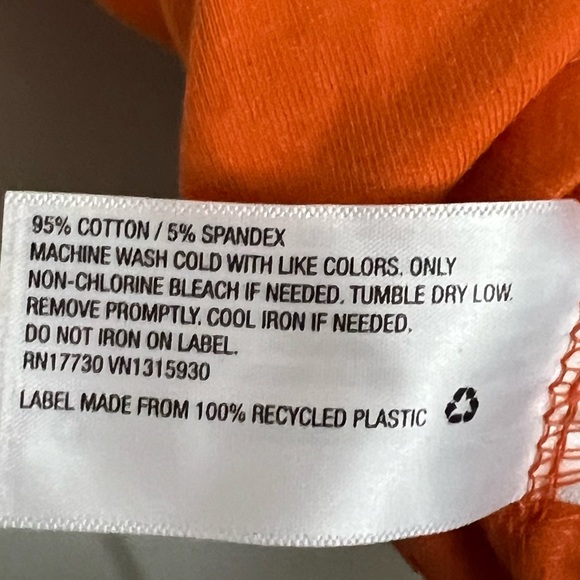 95% COTTON / 5% SPANDEX
MACHINE WASH COLD WITH LIKE COLORS. ONLY
NON-CHLORINE BLEACH IF NEEDED. TUMBLE DRY LOW.
REMOVE PROMPTLY. COOL IRON IF NEEDED.
DO NOT IRON ON LABEL.
RN17730 VN1315930
LABEL MADE FROM 100% RECYCLED PLASTIC